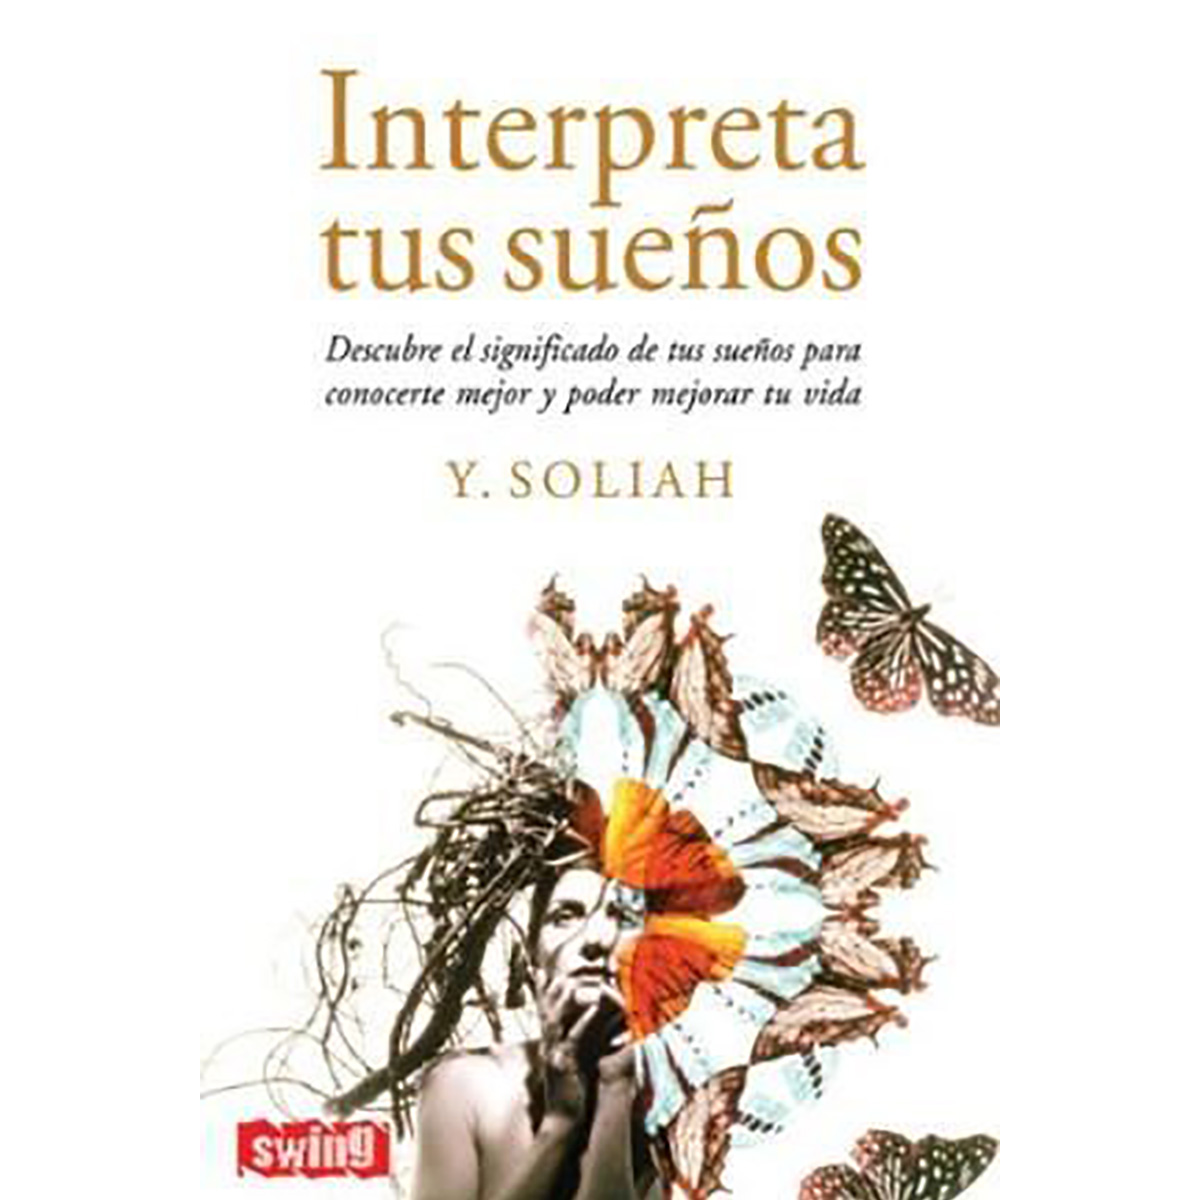 Interpreta
tus sueños
Descubre el significado de tus sueños para
conocerte mejor y poder mejorar tu vida
Y. SOLIAH
swing